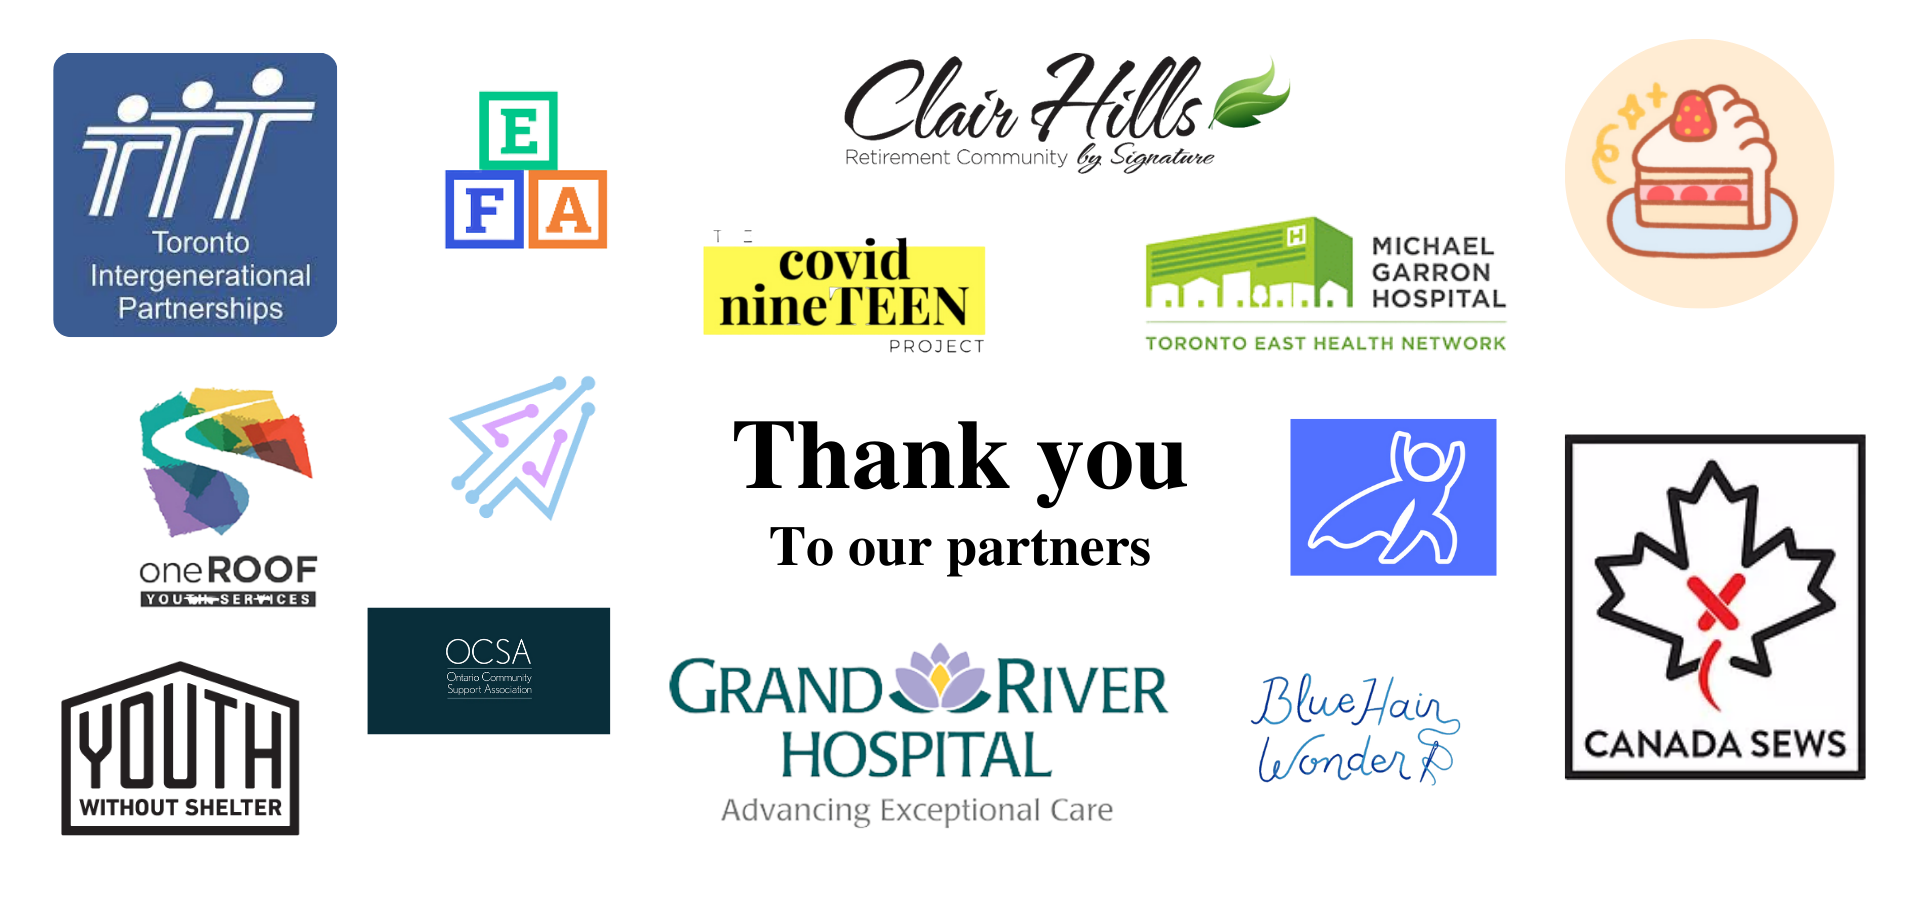 Toronto
Intergenerational
Partnerships
E
F A
Clair Hills
Retirement Community by Signature
covid
nineTEEN
PROJECT
H
MICHAEL
GARRON
HOSPITAL
TORONTO EAST HEALTH NETWORK
oneROOF
YOUTH SERVICES
Thank you
To our partners
CANADA SEWS
OCSA
Ontario Community
Support Association
YOUTH
WITHOUT SHELTER
GRAND RIVER
HOSPITAL
Advancing Exceptional Care
Blue Hair
Wonder